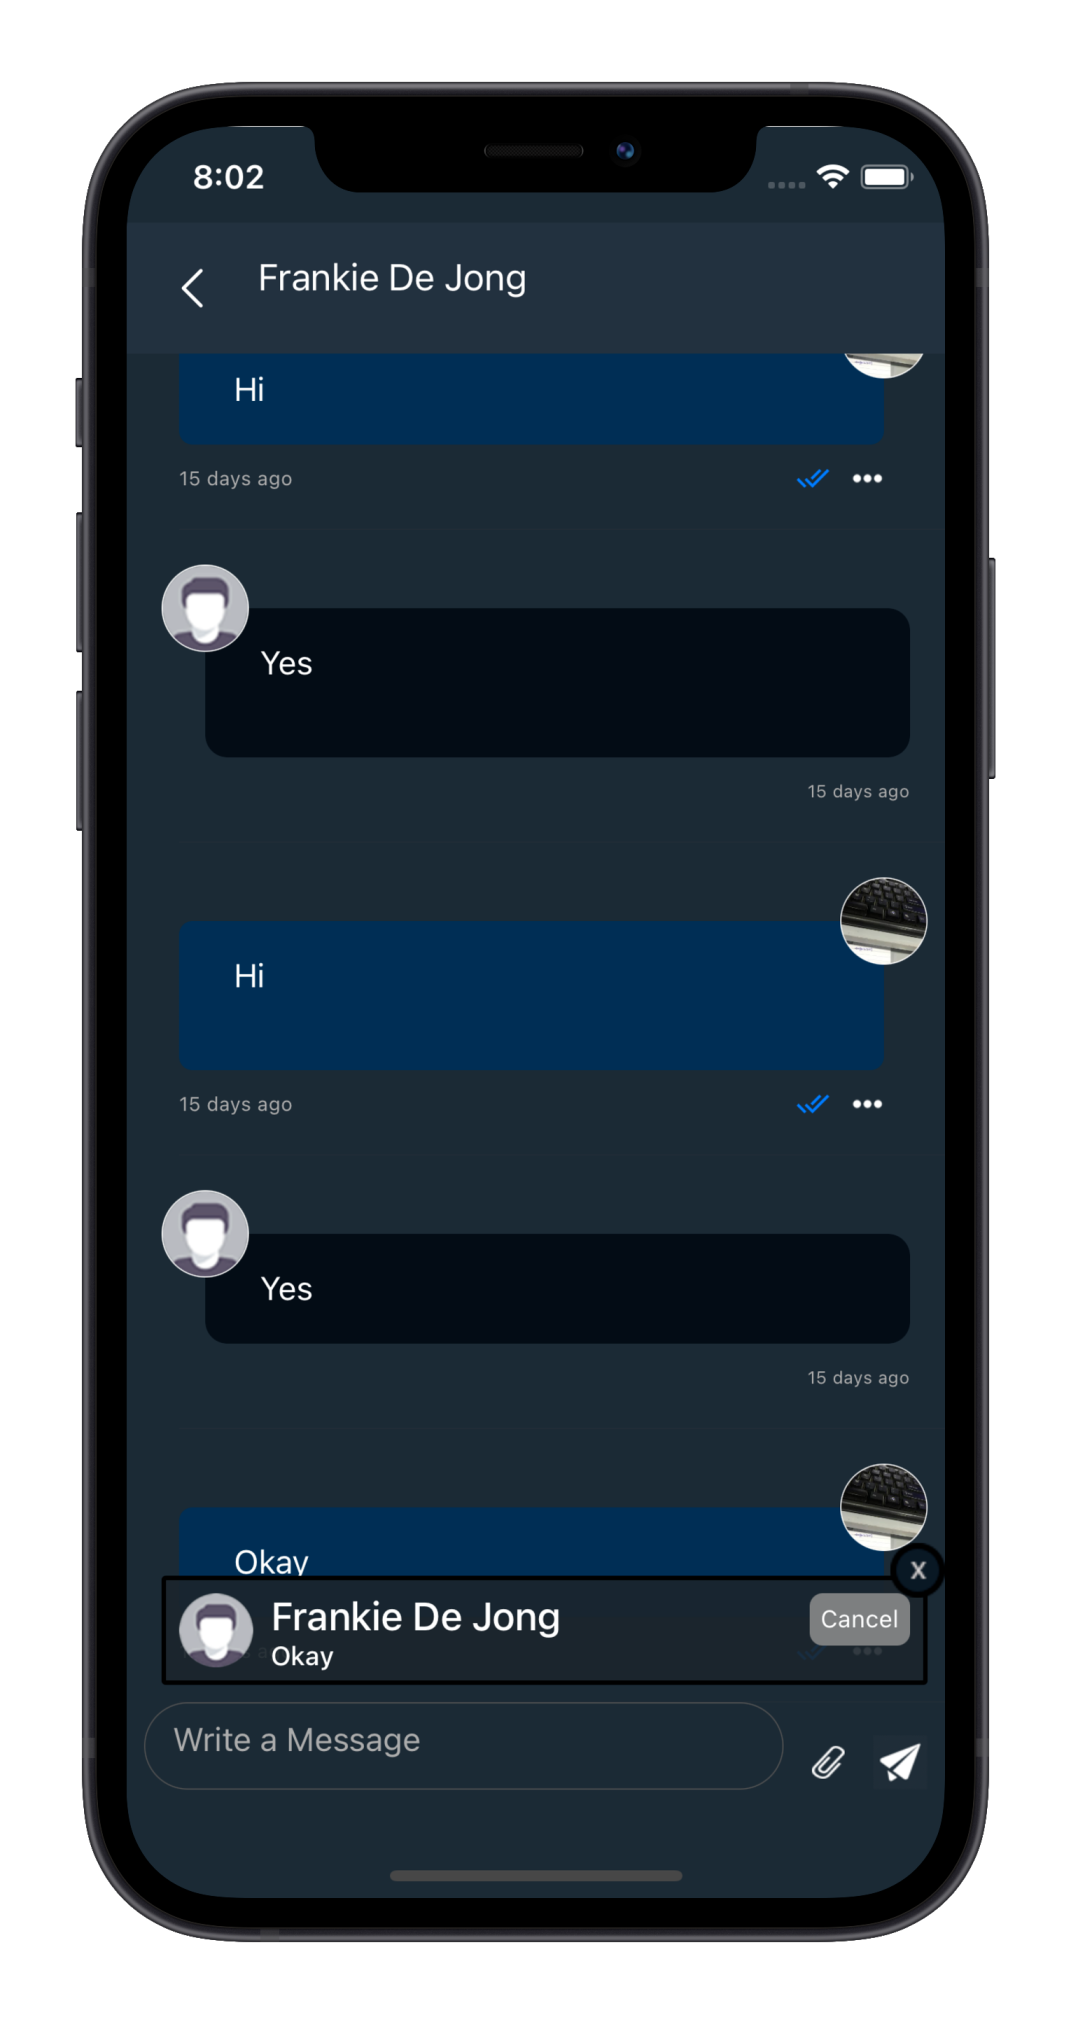 8:02
Frankie De Jong
Hi
15 days ago
Yes
15 days ago
Hi
15 days ago
Yes
15 days ago
Okay
x
Frankie De Jong
Cancel
Okay
Write a Message